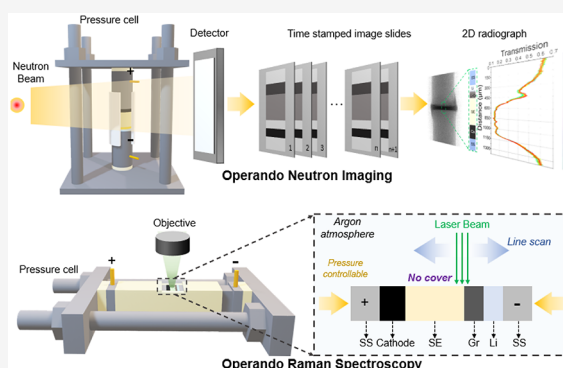 Pressure cell
Detector
Time stamped image slides
2D radiograph
Transmission
Neutron
Beam
+
-
1
2
3
...
n
n+1
Distance (μm)
Operando Neutron Imaging
Objective
Pressure cell
+
-
Argon
atmosphere
Laser Beam
Line scan
Pressure
controllable
No cover
+
-
SS
Cathode
SE
Gr
Li
SS
Operando Raman Spectroscopy